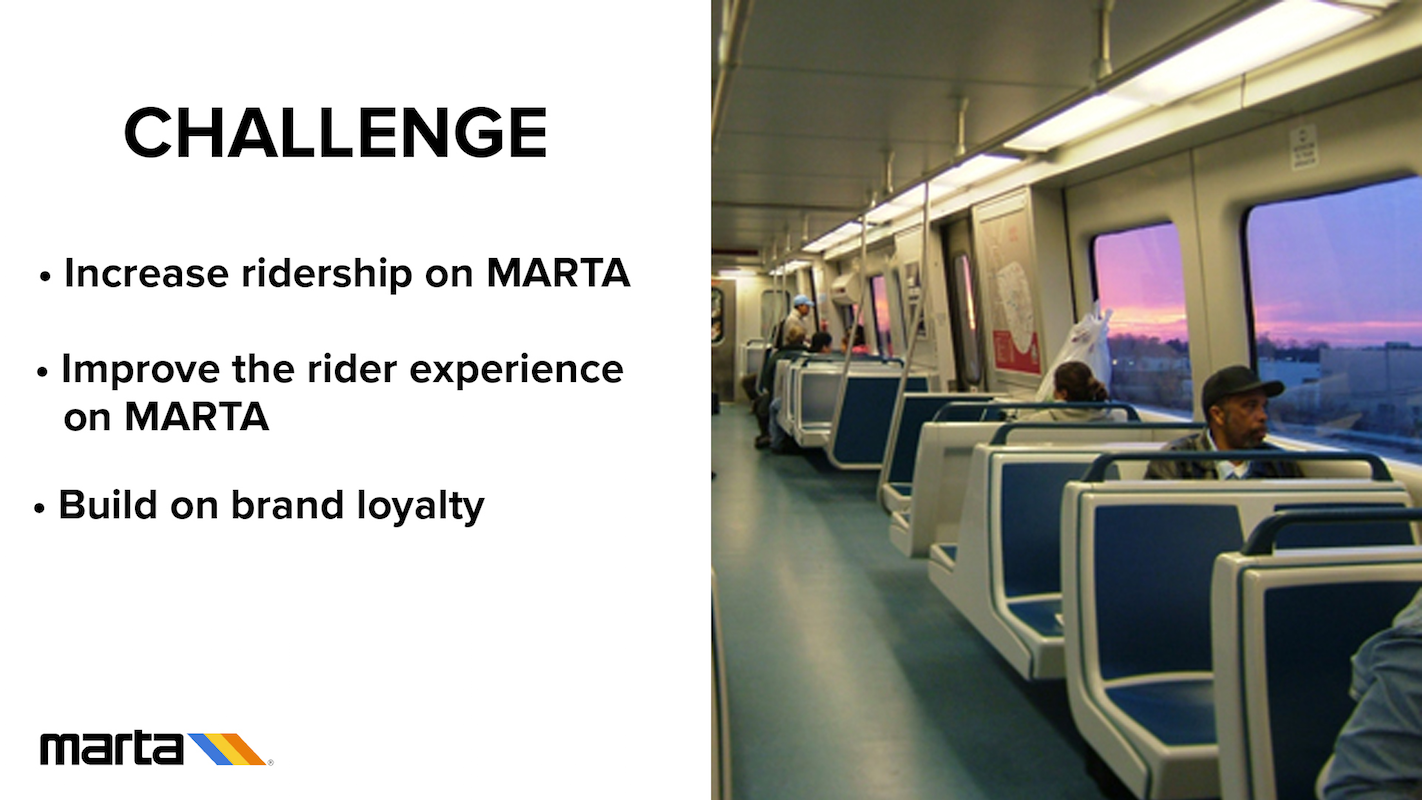 CHALLENGE
• Increase ridership on MARTA
• Improve the rider experience
on MARTA
• Build on brand loyalty
marta®